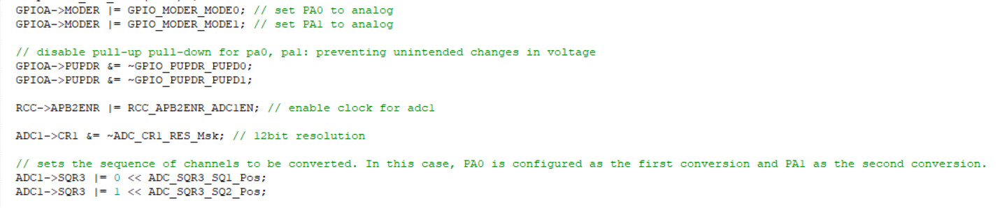 GPIOA->MODER |= GPIO_MODER_MODE0; // set PA0 to analog
GPIOA->MODER |= GPIO_MODER_MODE1; // set PA1 to analog
// disable pull-up pull-down for pa0, pa1: preventing unintended changes in voltage
GPIOA->PUPDR &= ~GPIO_PUPDR_PUPD0;
GPIOA->PUPDR &= ~GPIO_PUPDR_PUPD1;
RCC->APB2ENR |= RCC_APB2ENR_ADC1EN; // enable clock for adc1
ADC1->CR1 &= ~ADC_CR1_RES_Msk; // 12bit resolution
// sets the sequence of channels to be converted. In this case, PA0 is configured as the first conversion and PA1 as the second conversion.
ADC1->SQR3 |= 0 << ADC_SQR3_SQ1_Pos;
ADC1->SQR3 |= 1 << ADC_SQR3_SQ2_Pos;